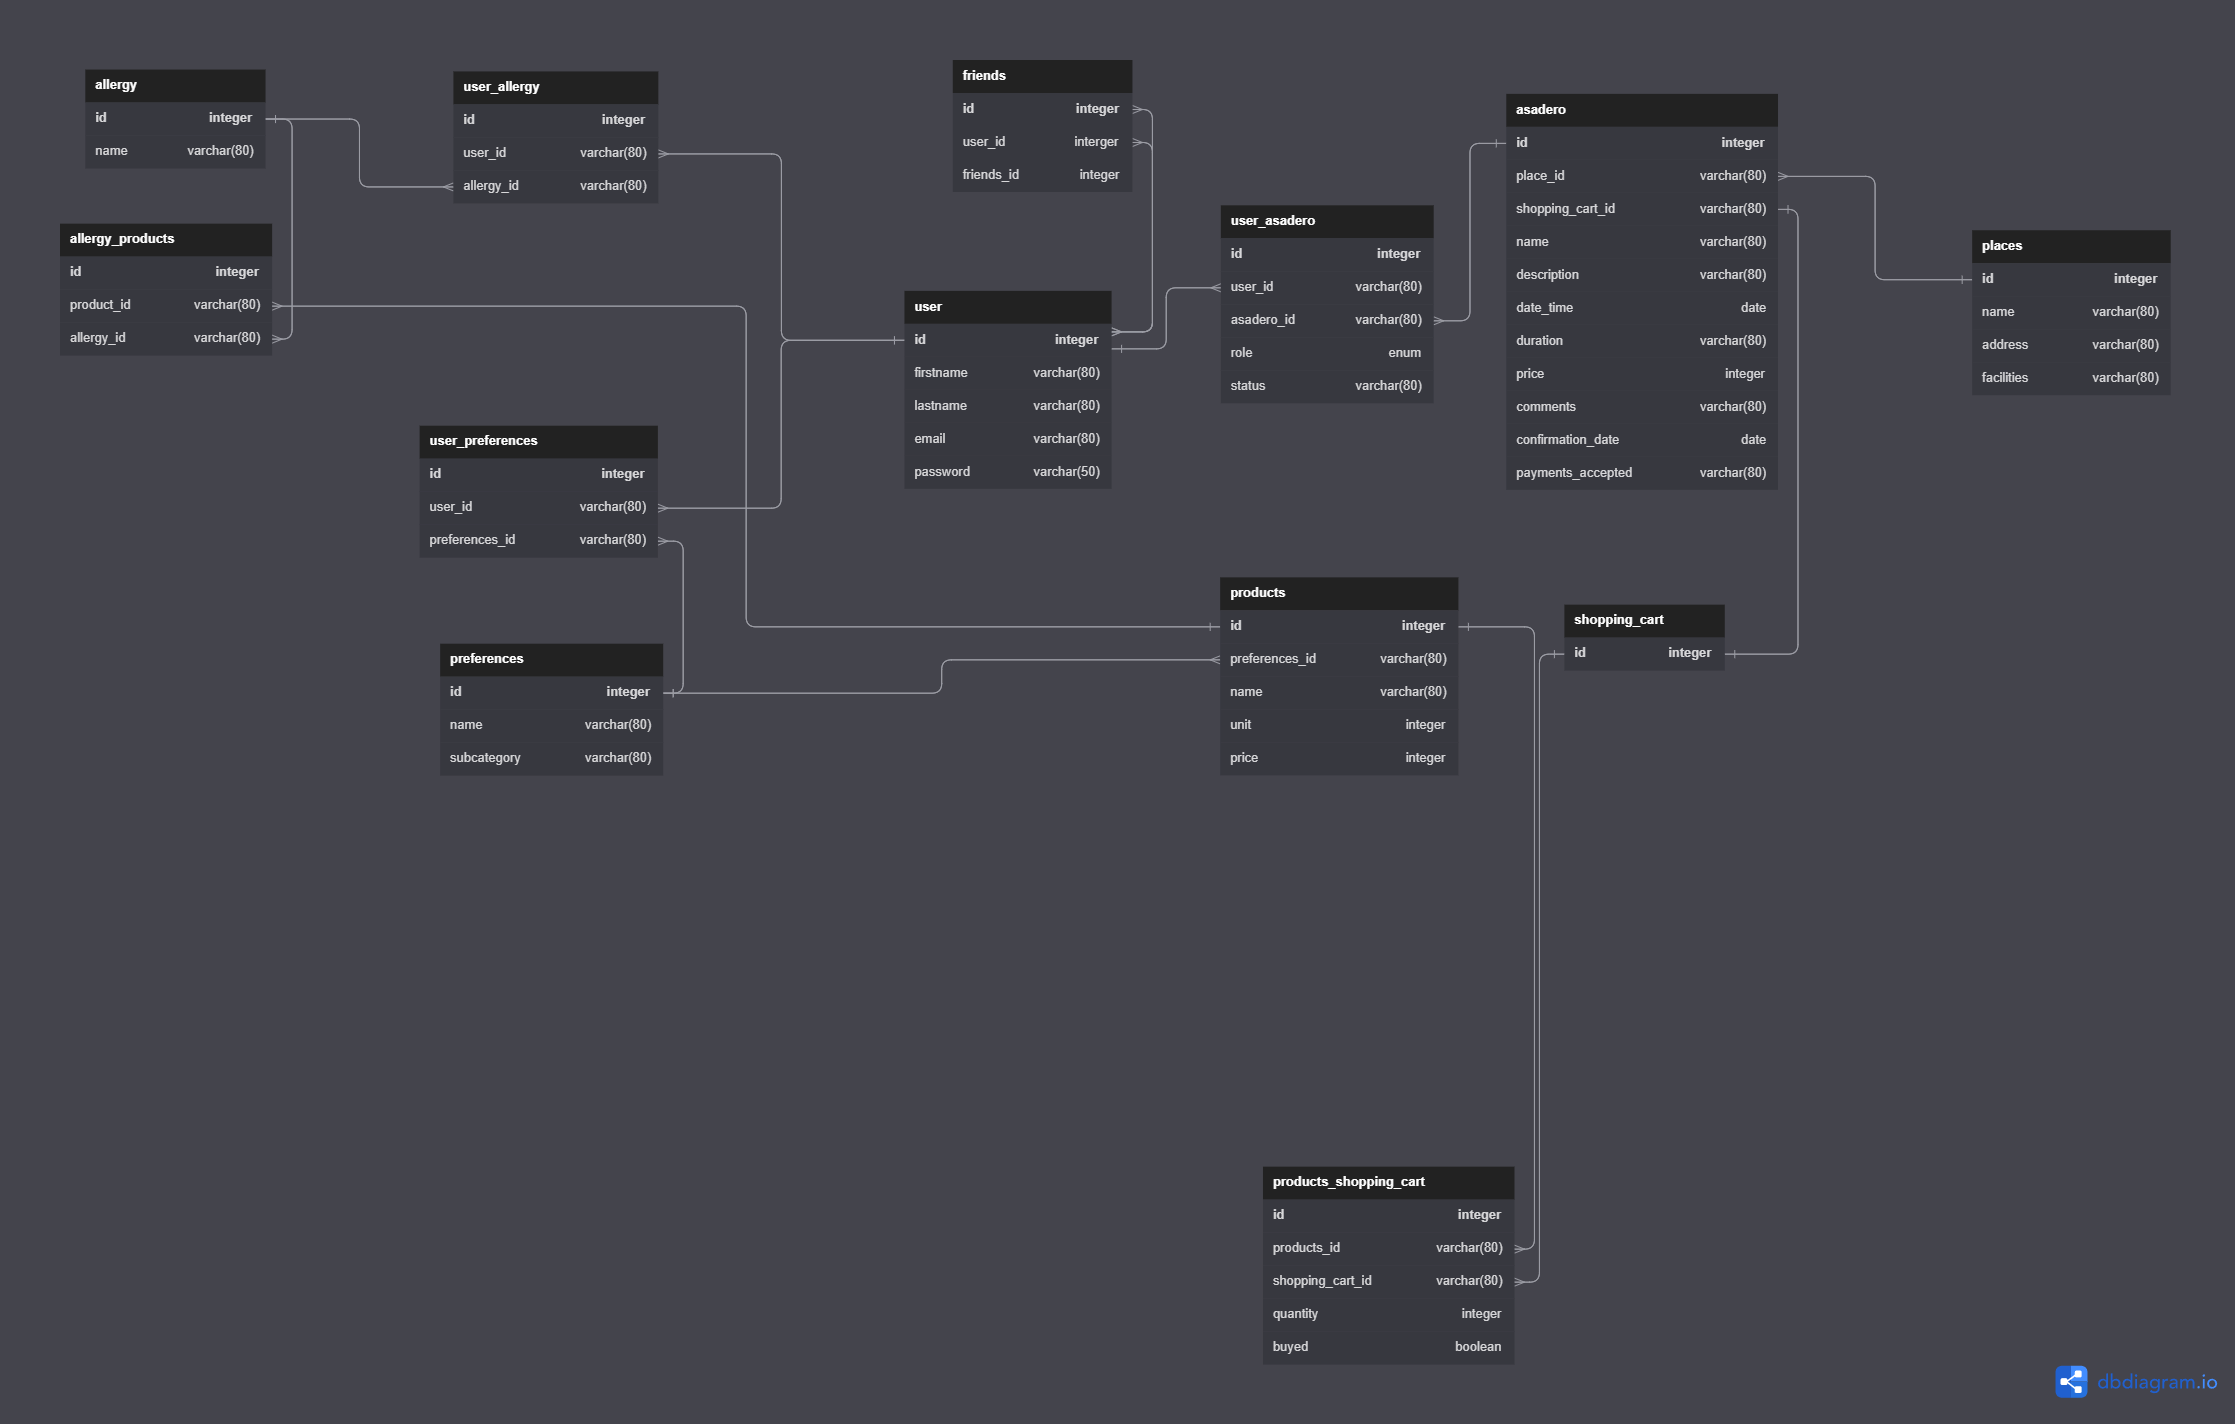 allergy
id integer
name varchar(80)
allergy_products
id integer
product_id varchar(80)
allergy_id varchar(80)
user_allergy
id integer
user_id varchar(80)
allergy_id varchar(80)
user_preferences
id integer
user_id varchar(80)
preferences_id varchar(80)
preferences
id integer
name varchar(80)
subcategory varchar(80)
friends
id integer
user_id interger
friends_id integer
user
id integer
firstname varchar(80)
lastname varchar(80)
email varchar(80)
password varchar(50)
user_asadero
id integer
user_id varchar(80)
asadero_id varchar(80)
role enum
status varchar(80)
asadero
id integer
place_id varchar(80)
shopping_cart_id varchar(80)
name varchar(80)
description varchar(80)
date_time date
duration varchar(80)
price integer
comments varchar(80)
confirmation_date date
payments_accepted varchar(80)
places
id integer
name varchar(80)
address varchar(80)
facilities varchar(80)
products
id integer
preferences_id varchar(80)
name varchar(80)
unit integer
price integer
shopping_cart
id integer
products_shopping_cart
id integer
products_id varchar(80)
shopping_cart_id varchar(80)
quantity integer
buyed boolean
dbdiagram.io